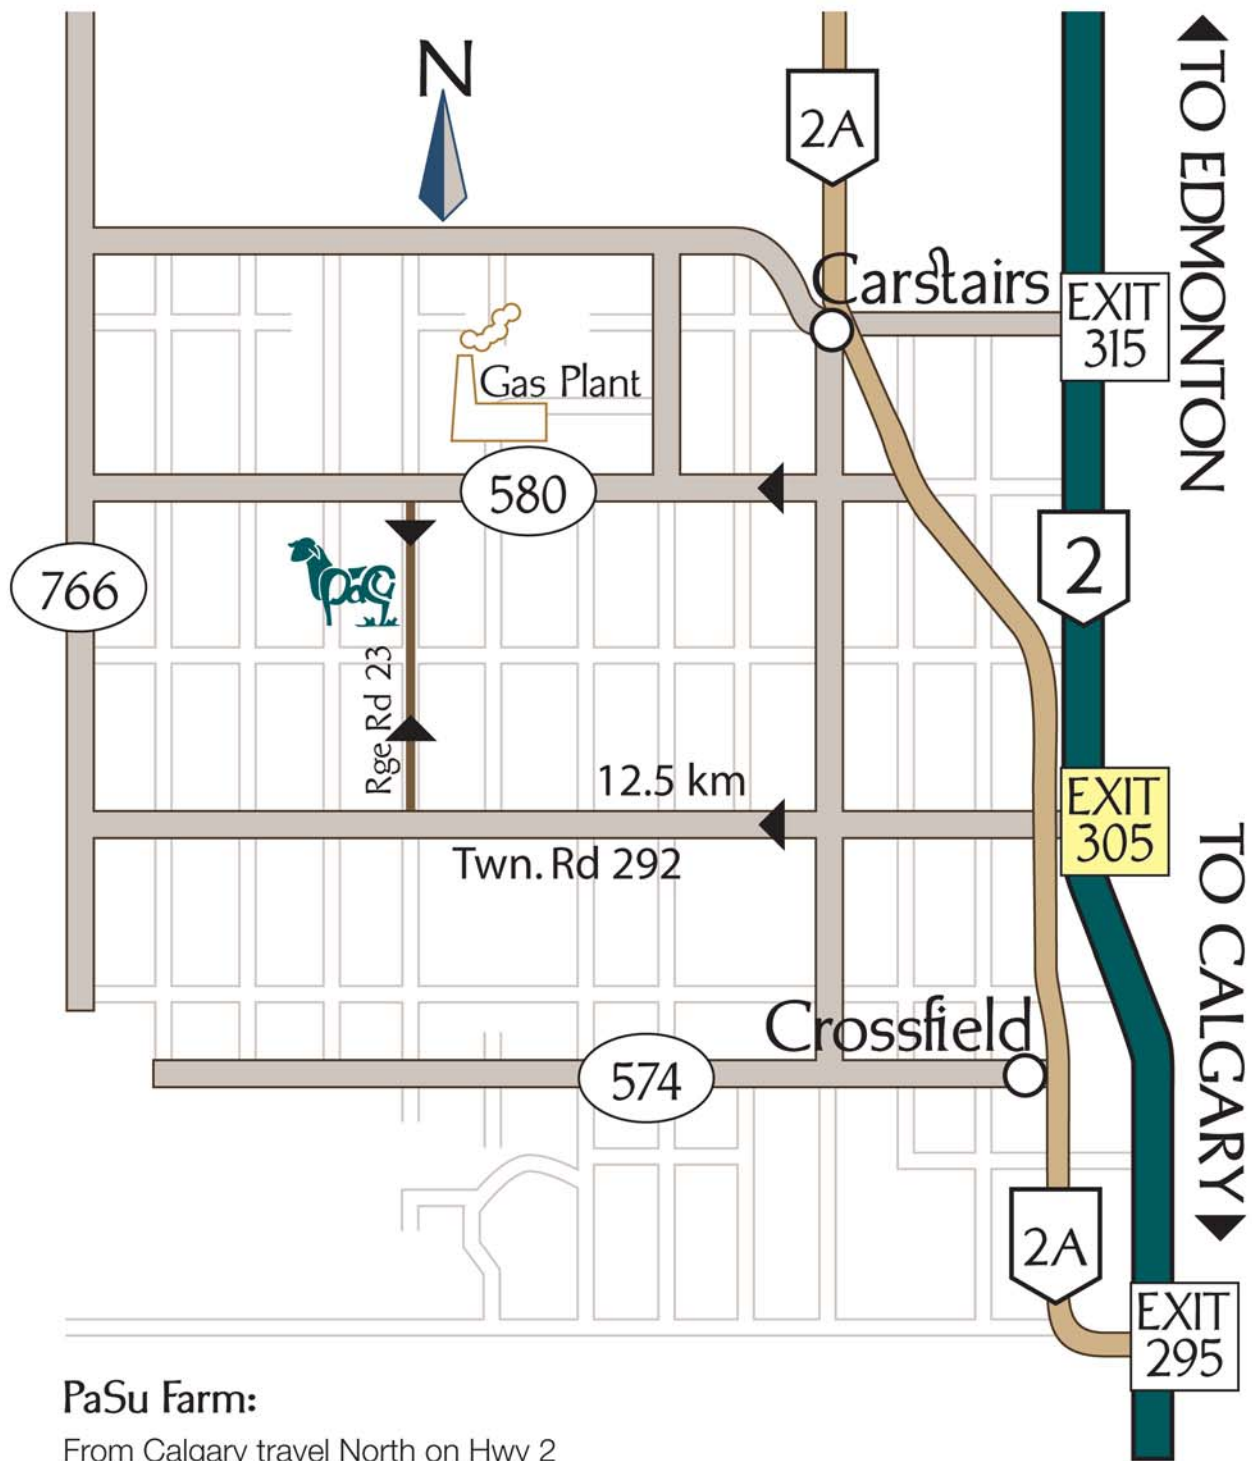 N
2A
TO EDMONTON
Carstairs
EXIT
315
Gas Plant
580
2
766
PaSu
Rge Rd 23
12.5 km
EXIT
305
Twn. Rd 292
TO CALGARY
Crossfield
574
2A
EXIT
295
PaSu Farm:
From Calgary travel North on Hwy 2